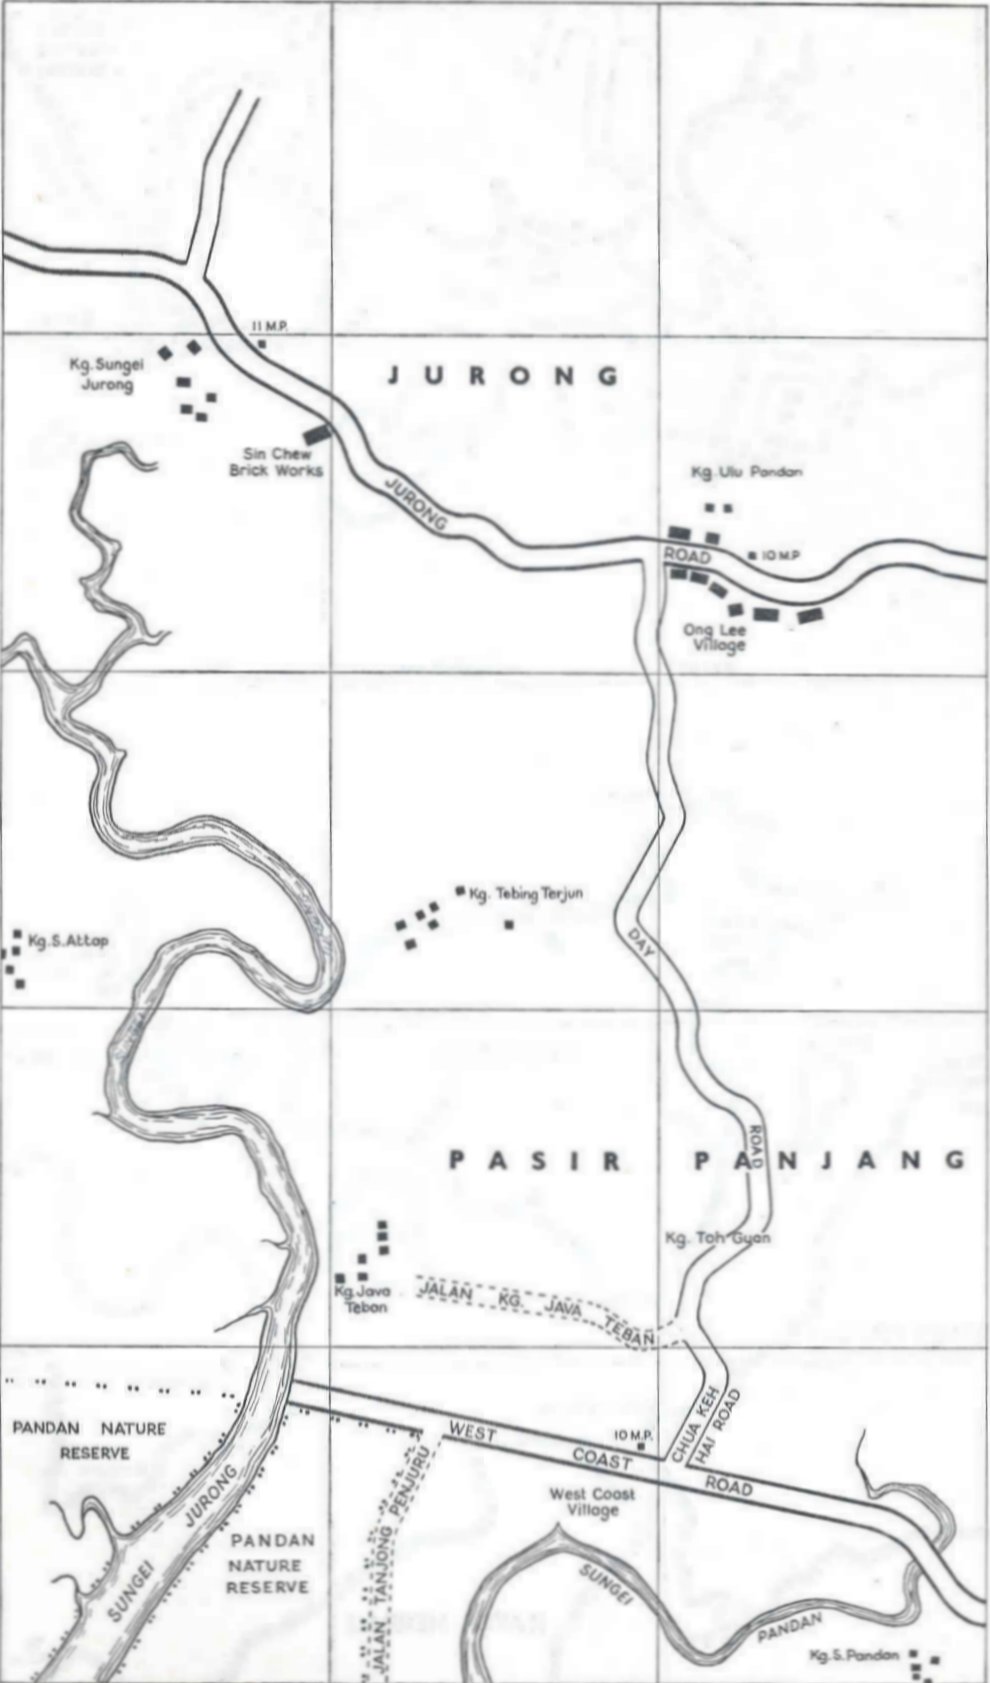 11 M.P.
Kg. Sungei
Jurong
JURONG
Sin Chew
Brick Works
JURONG
Kg. Ulu Pandan
ROAD
10 M.P
Ong Lee
Village
Kg. Tebing Terjun
Kg. S. Attap
DAY
ROAD
PASIR PANJANG
Kg. Toh Guan
Kg. Java
Teban
JALAN KG. JAVA TEBAN
PANDAN NATURE
RESERVE
WEST COAST ROAD
10 M.P.
CHUA KEH
HAI ROAD
West Coast
Village
JALAN TANJONG PENJURU
SUNGEI JURONG
PANDAN
NATURE
RESERVE
SUNGEI PANDAN
Kg. S. Pandan